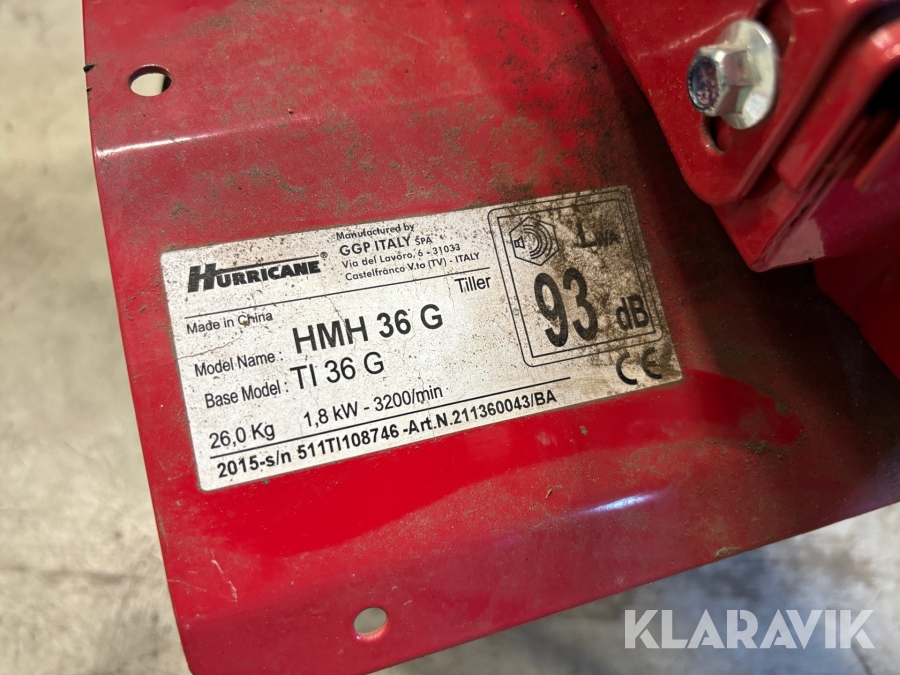 HURRICANE®
Manufactured by
GGP ITALY SPA
Via del Lavoro, 6 - 31033
Castelfranco V.to (TV) - ITALY
Tiller
Made in China
Model Name : HMH 36 G
Base Model : TI 36 G
26,0 Kg 1,8 kW - 3200/min
2015-s/n 511TI108746 -Art.N.211360043/BA
LWA
93 dB
CE
KLARAVIK